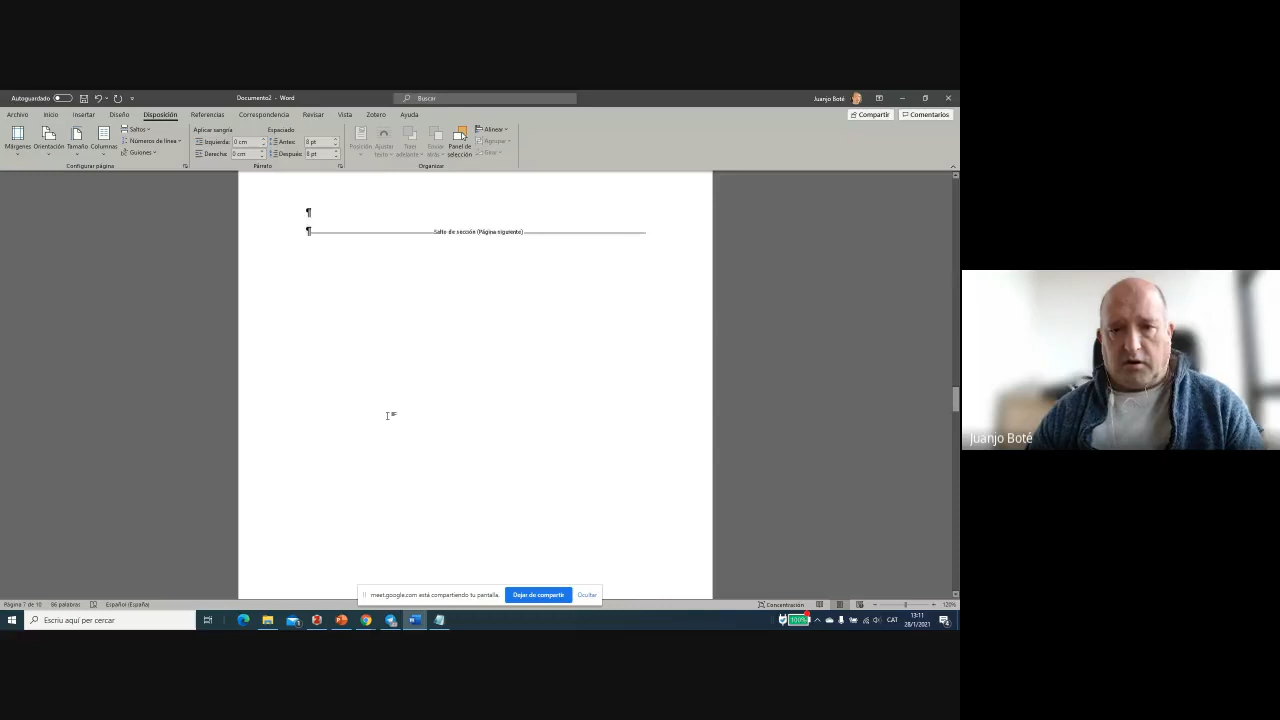 Autoguardado
Documento2 - Word
Buscar
Juanjo Boté
Archivo Inicio Insertar Diseño Disposición Referencias Correspondencia Revisar Vista Zotero Ayuda
Compartir Comentarios
Saltos
Números de línea
Guiones
Márgenes Orientación Tamaño Columnas
Configurar página
Aplicar sangría Espaciado
Izquierda: 0 cm Antes: 8 pt
Derecha: 0 cm Después: 8 pt
Párrafo
Posición Ajustar texto Traer adelante Enviar atrás Panel de selección
Alinear
Agrupar
Girar
Organizar
¶
¶ Salto de sección (Página siguiente)
Juanjo Boté
meet.google.com está compartiendo tu pantalla. Dejar de compartir Ocultar
Página 7 de 10 86 palabras Español (España) Concentración 120%
Escriu aquí per cercar
100% CAT 13:11
28/1/2021